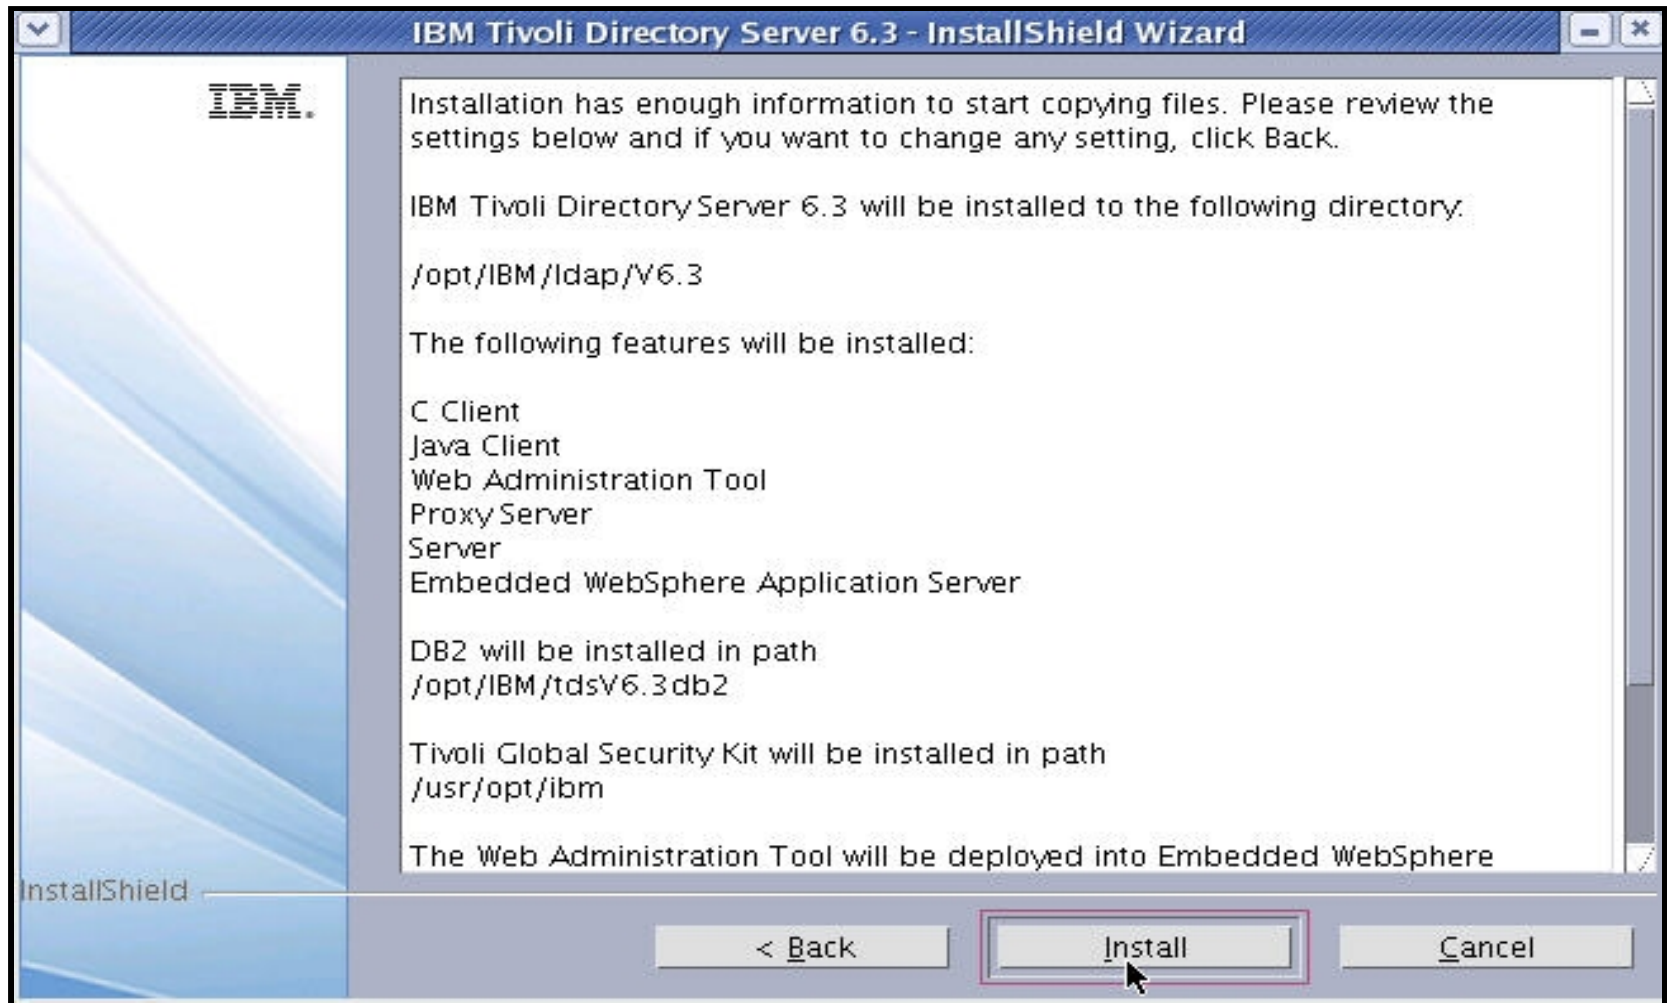 IBM Tivoli Directory Server 6.3 - InstallShield Wizard
IBM.
Installation has enough information to start copying files. Please review the
settings below and if you want to change any setting, click Back.
IBM Tivoli Directory Server 6.3 will be installed to the following directory:
/opt/IBM/ldap/V6.3
The following features will be installed:
C Client
Java Client
Web Administration Tool
Proxy Server
Server
Embedded WebSphere Application Server
DB2 will be installed in path
/opt/IBM/tdsV6.3db2
Tivoli Global Security Kit will be installed in path
/usr/opt/ibm
The Web Administration Tool will be deployed into Embedded WebSphere
InstallShield
< Back
Install
Cancel